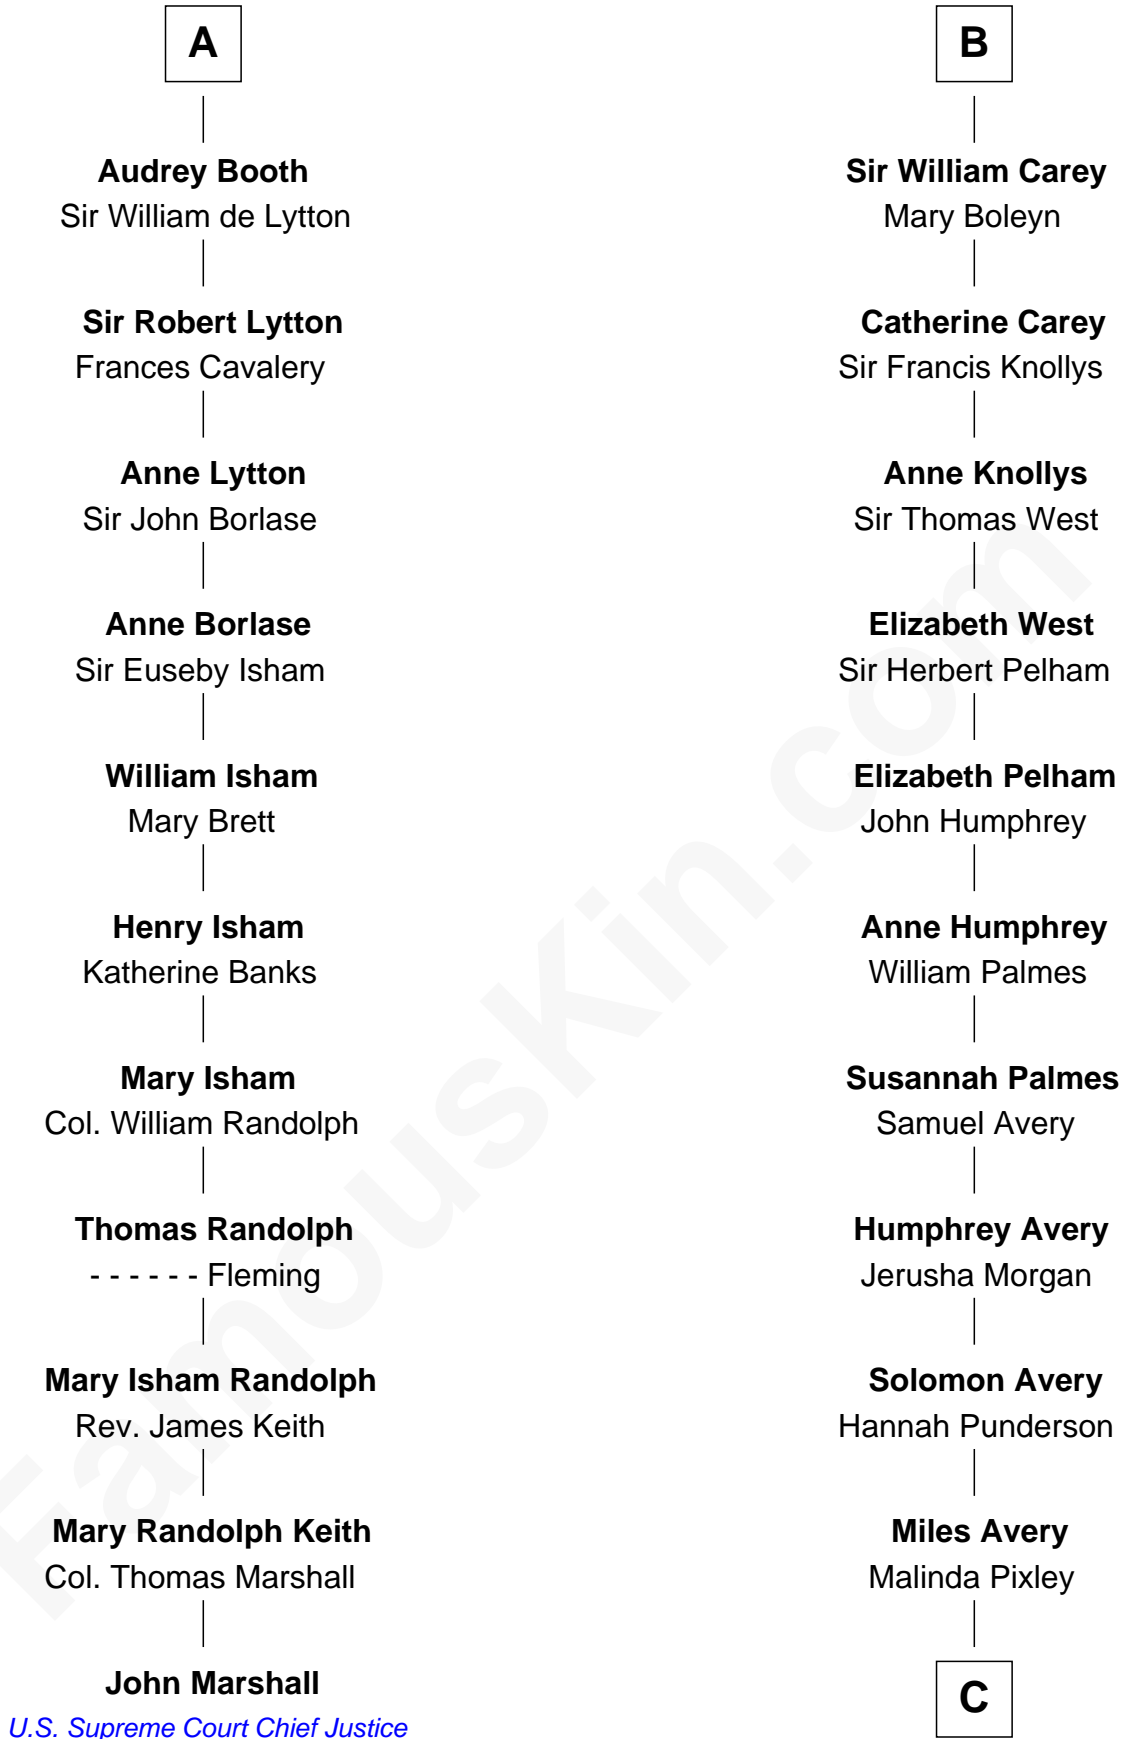 A
Audrey Booth
Sir William de Lytton
Sir Robert Lytton
Frances Cavalery
Anne Lytton
Sir John Borlase
Anne Borlase
Sir Euseby Isham
William Isham
Mary Brett
Henry Isham
Katherine Banks
Mary Isham
Col. William Randolph
Thomas Randolph
- - - - - - Fleming
Mary Isham Randolph
Rev. James Keith
Mary Randolph Keith
Col. Thomas Marshall
John Marshall
U.S. Supreme Court Chief Justice
B
Sir William Carey
Mary Boleyn
Catherine Carey
Sir Francis Knollys
Anne Knollys
Sir Thomas West
Elizabeth West
Sir Herbert Pelham
Elizabeth Pelham
John Humphrey
Anne Humphrey
William Palmes
Susannah Palmes
Samuel Avery
Humphrey Avery
Jerusha Morgan
Solomon Avery
Hannah Punderson
Miles Avery
Malinda Pixley
C
FamousKin.com